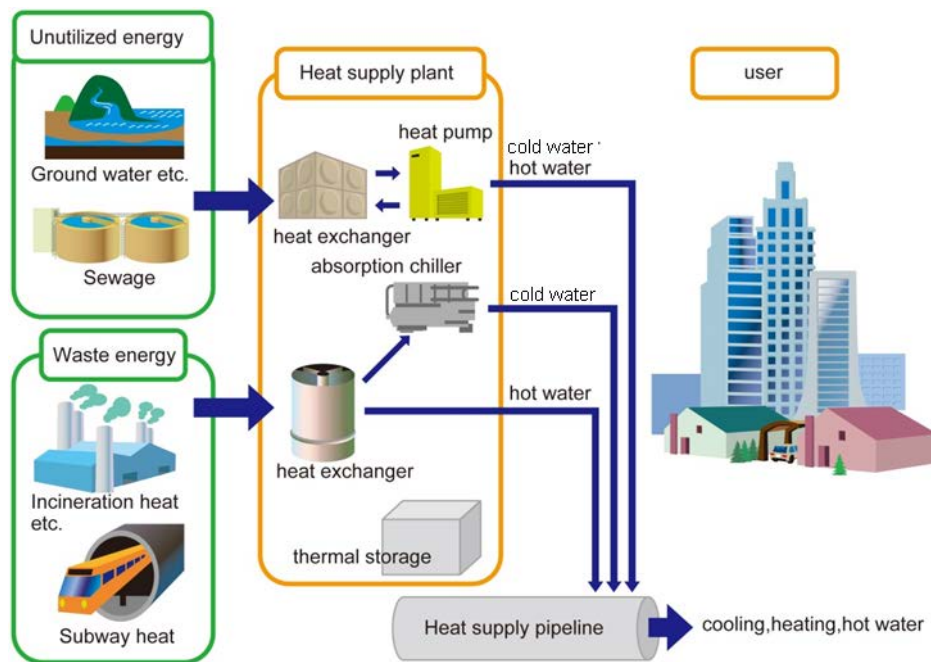 Unutilized energy
Ground water etc.
Sewage
Waste energy
Incineration heat
etc.
Subway heat
Heat supply plant
heat pump
heat exchanger
absorption chiller
heat exchanger
thermal storage
cold water
hot water
cold water
hot water
Heat supply pipeline
user
cooling,heating,hot water